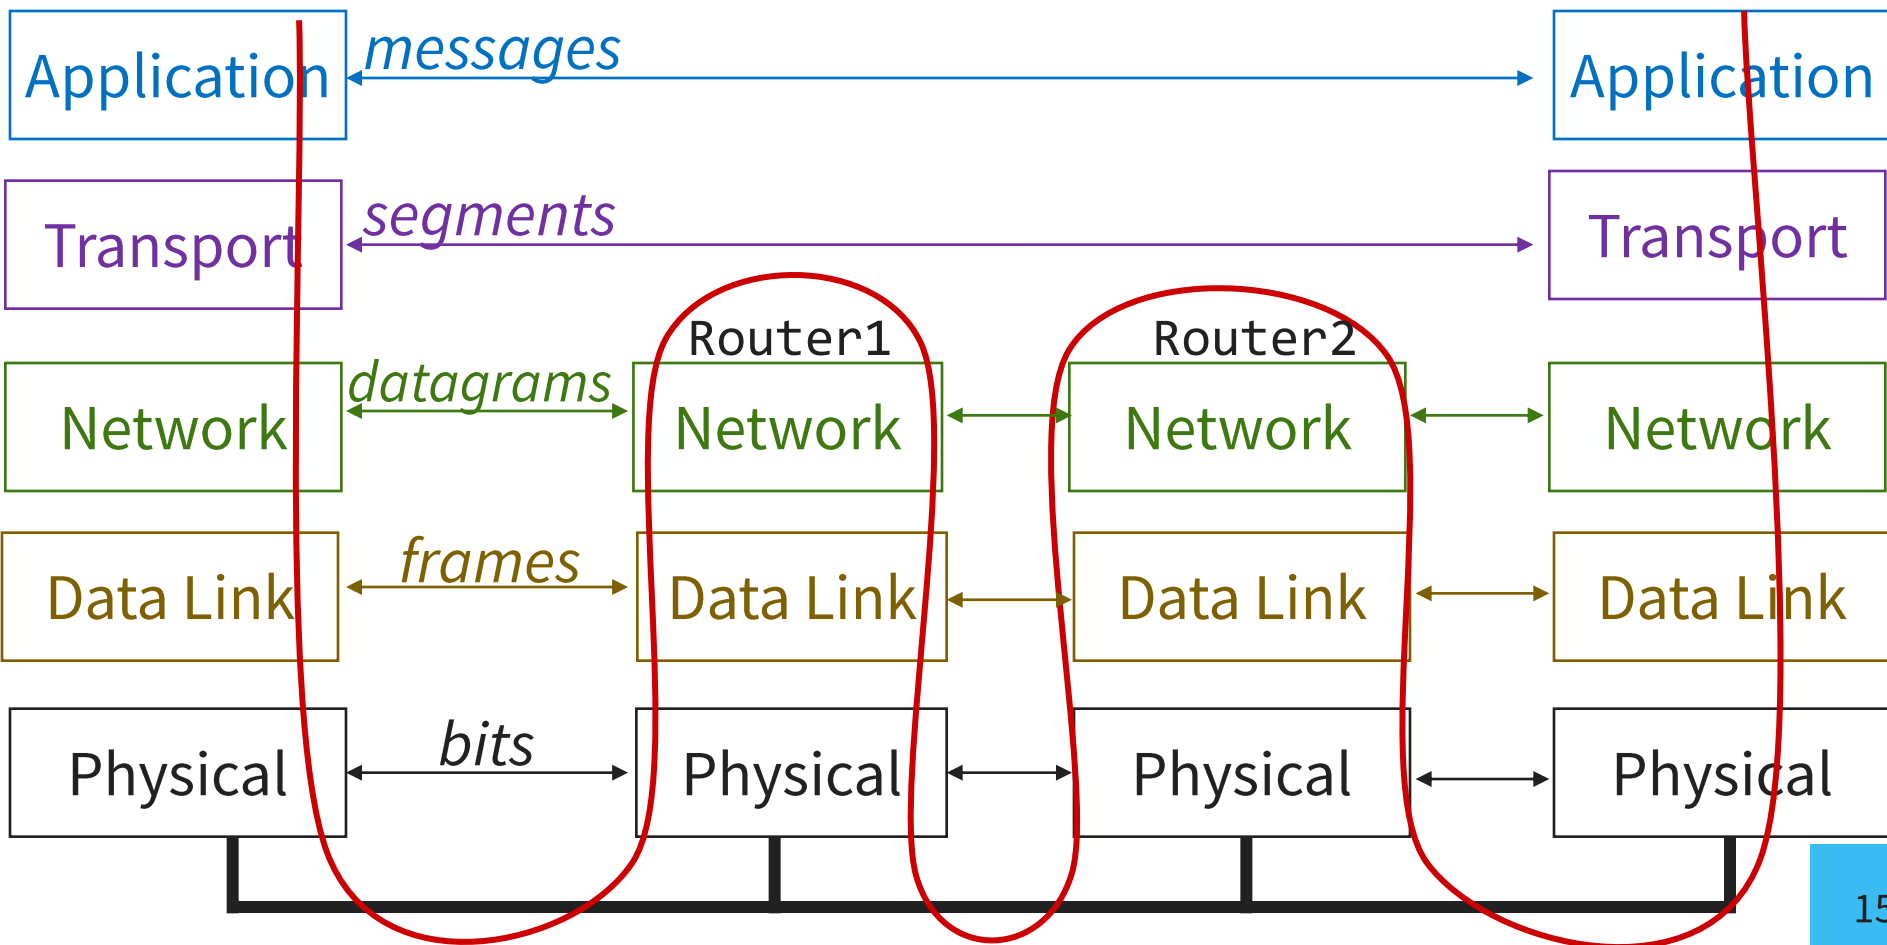 Application messages Application
Transport segments Transport
Router1 Router2
Network datagrams Network Network Network
Data Link frames Data Link Data Link Data Link
Physical bits Physical Physical Physical
15